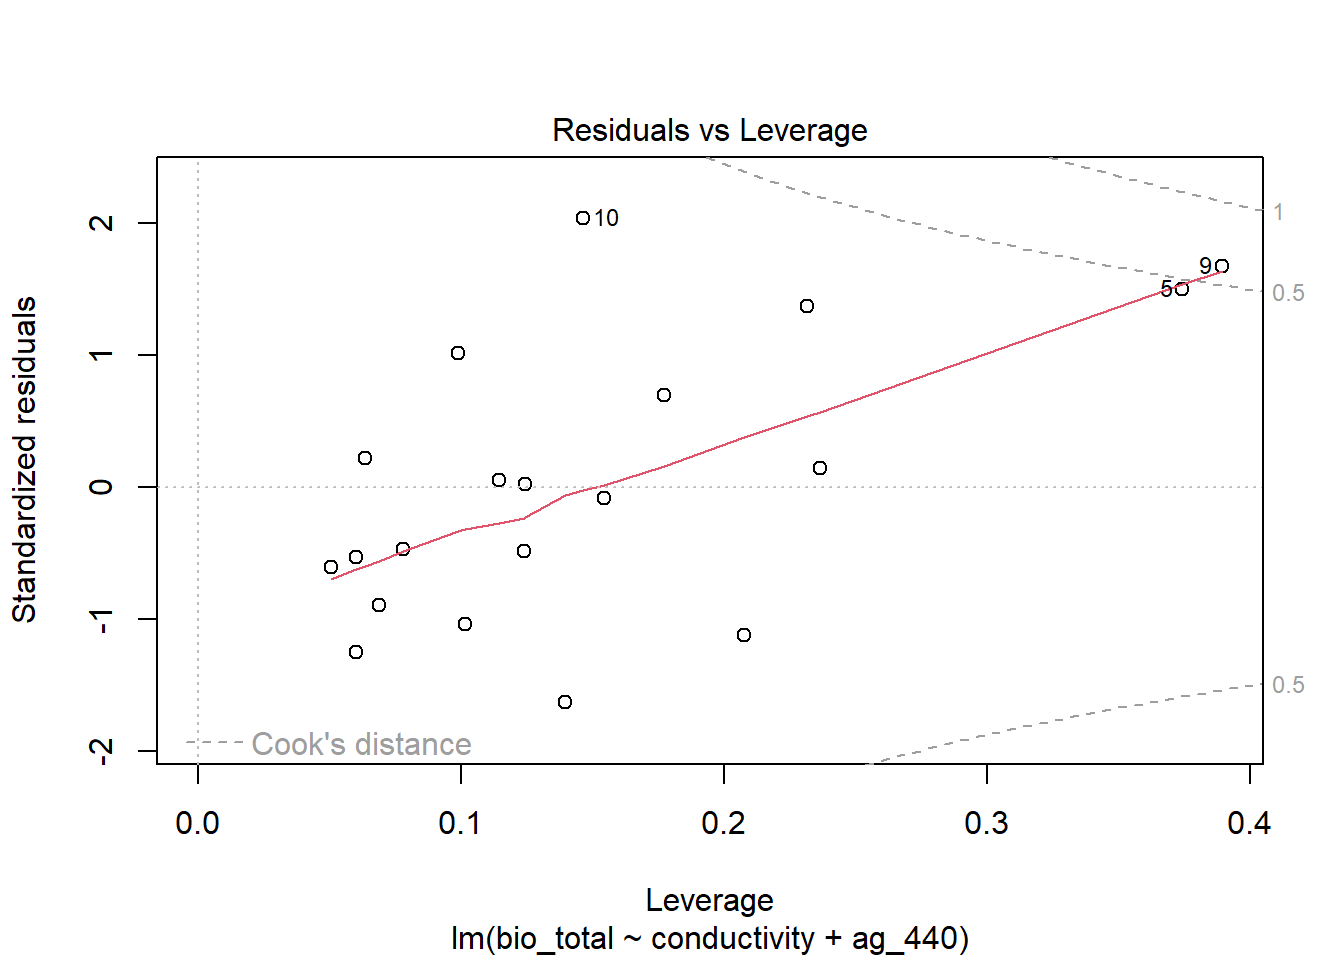 Residuals vs Leverage
Standardized residuals
2
1
0
-1
-2
10
9
5
1
0.5
0.5
Cook's distance
0.0 0.1 0.2 0.3 0.4
Leverage
lm(bio_total ~ conductivity + ag_440)